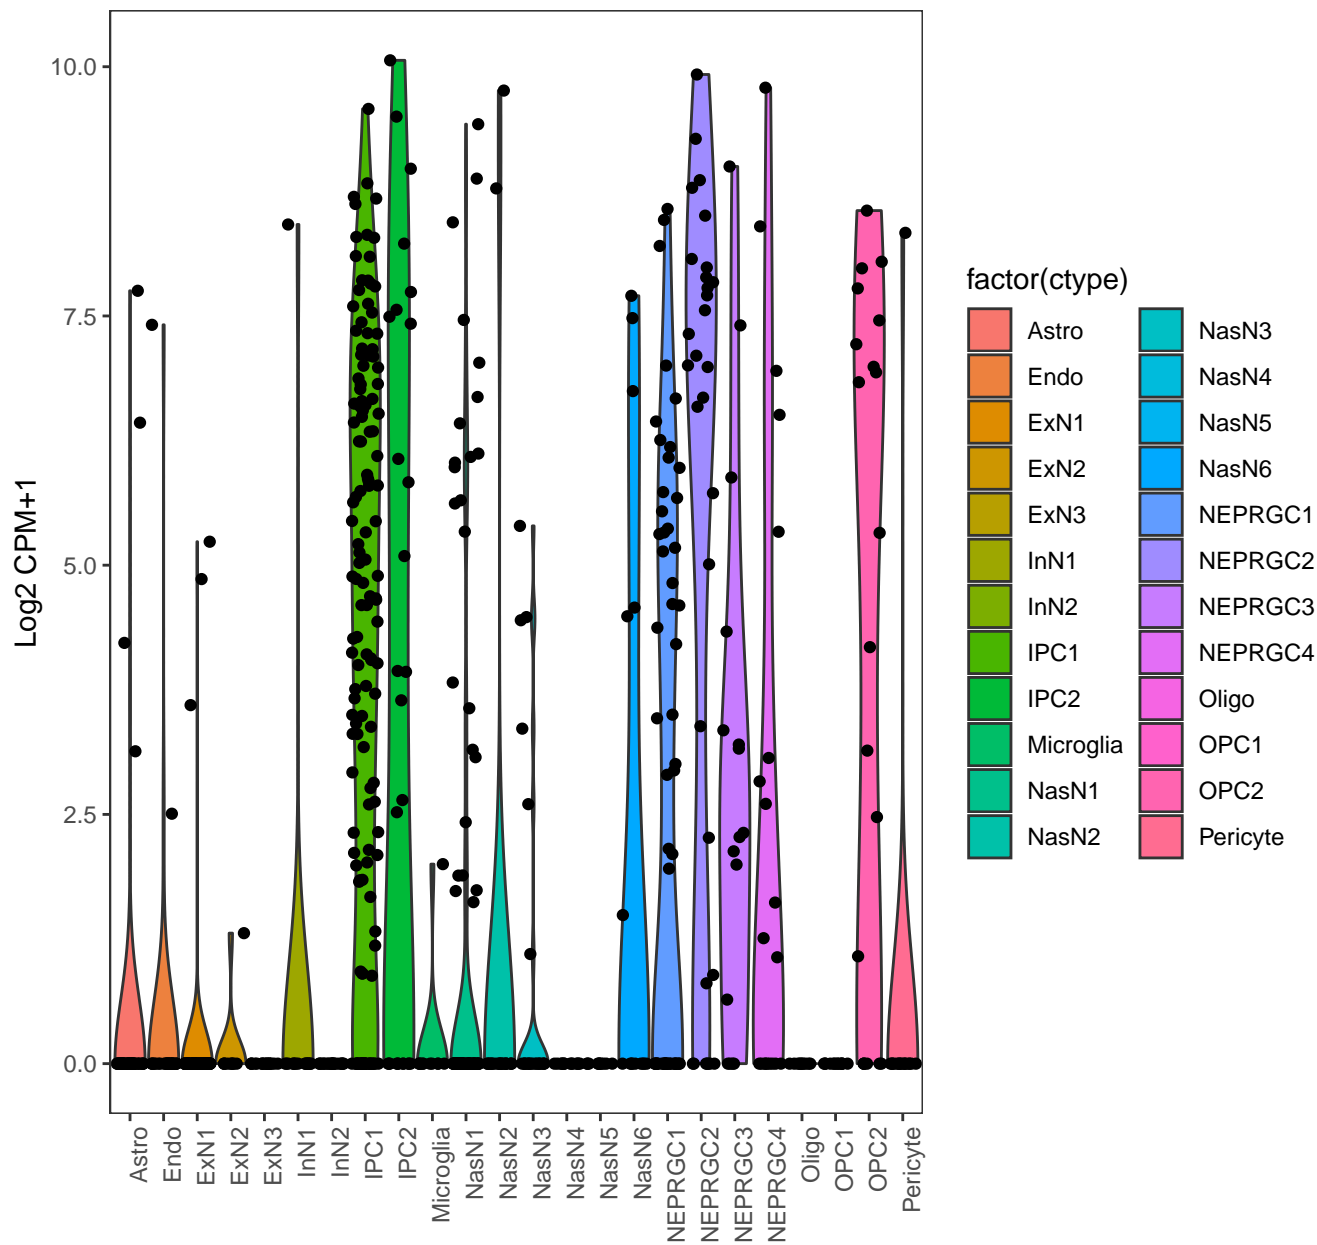 Log2 CPM+1
10.0
7.5
5.0
2.5
0.0
Astro
Endo
ExN1
ExN2
ExN3
InN1
InN2
IPC1
IPC2
Microglia
NasN1
NasN2
NasN3
NasN4
NasN5
NasN6
NEPRGC1
NEPRGC2
NEPRGC3
NEPRGC4
Oligo
OPC1
OPC2
Pericyte
factor(ctype)
Astro
Endo
ExN1
ExN2
ExN3
InN1
InN2
IPC1
IPC2
Microglia
NasN1
NasN2
NasN3
NasN4
NasN5
NasN6
NEPRGC1
NEPRGC2
NEPRGC3
NEPRGC4
Oligo
OPC1
OPC2
Pericyte